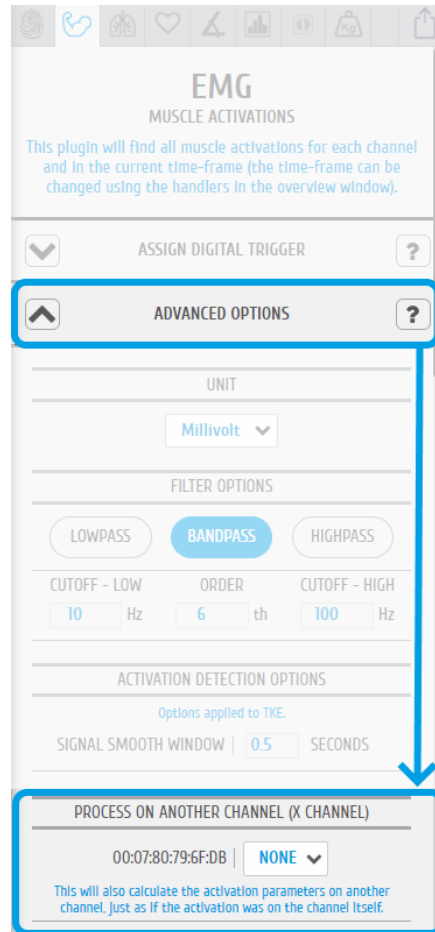 Kg
EMG
MUSCLE ACTIVATIONS
This plugin will find all muscle activations for each channel
and in the current time-frame (the time-frame can be
changed using the handlers in the overview window).
ASSIGN DIGITAL TRIGGER ?
ADVANCED OPTIONS ?
UNIT
Millivolt
FILTER OPTIONS
LOWPASS BANDPASS HIGHPASS
CUTOFF - LOW ORDER CUTOFF - HIGH
10 Hz 6 th 100 Hz
ACTIVATION DETECTION OPTIONS
Options applied to TKE.
SIGNAL SMOOTH WINDOW | 0.5 SECONDS
PROCESS ON ANOTHER CHANNEL (X CHANNEL)
00:07:80:79:6F:DB | NONE
This will also calculate the activation parameters on another
channel, just as if the activation was on the channel itself.